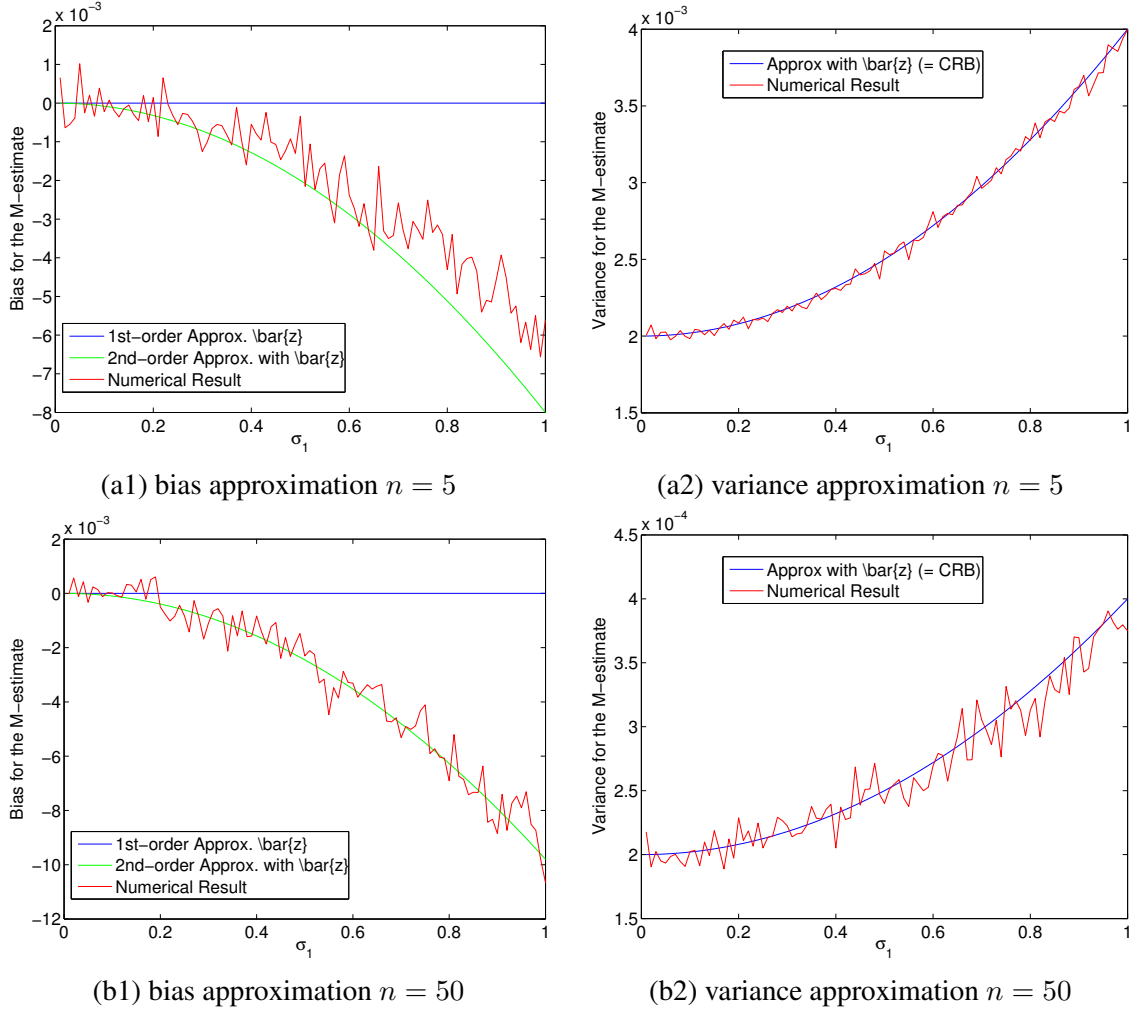 x 10⁻³
2
1
0
−1
−2
−3
−4
−5
−6
−7
−8
Bias for the M−estimate
1st−order Approx. \bar{z}
2nd−order Approx. with \bar{z}
Numerical Result
0 0.2 0.4 0.6 0.8 1
σ₁
(a1) bias approximation n = 5
x 10⁻³
4
3.5
3
2.5
2
1.5
Variance for the M−estimate
Approx with \bar{z} (= CRB)
Numerical Result
0 0.2 0.4 0.6 0.8 1
σ₁
(a2) variance approximation n = 5
x 10⁻³
2
0
−2
−4
−6
−8
−10
−12
Bias for the M−estimate
1st−order Approx. \bar{z}
2nd−order Approx. with \bar{z}
Numerical Result
0 0.2 0.4 0.6 0.8 1
σ₁
(b1) bias approximation n = 50
x 10⁻⁴
4.5
4
3.5
3
2.5
2
1.5
Variance for the M−estimate
Approx with \bar{z} (= CRB)
Numerical Result
0 0.2 0.4 0.6 0.8 1
σ₁
(b2) variance approximation n = 50